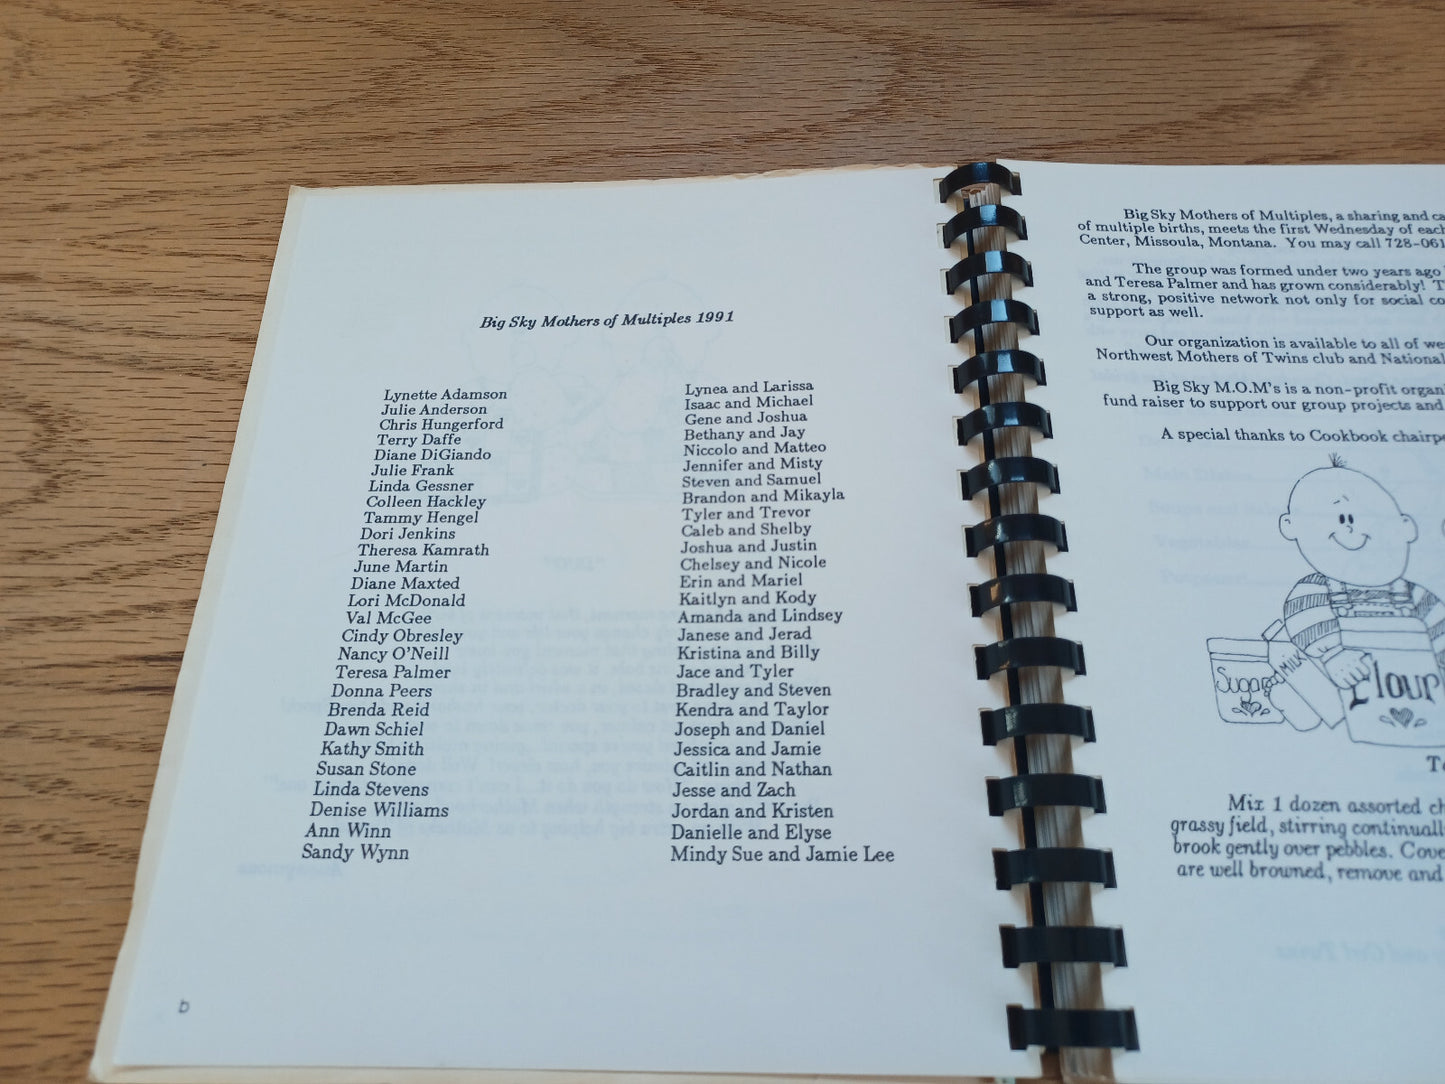 Big Sky Mothers of Multiples 1991
Lynette Adamson Lynea and Larissa
Julie Anderson Isaac and Michael
Chris Hungerford Gene and Joshua
Terry Daffe Bethany and Jay
Diane DiGiando Niccolo and Matteo
Julie Frank Jennifer and Misty
Linda Gessner Steven and Samuel
Colleen Hackley Brandon and Mikayla
Tammy Hengel Tyler and Trevor
Dori Jenkins Caleb and Shelby
Theresa Kamrath Joshua and Justin
June Martin Chelsey and Nicole
Diane Maxted Erin and Mariel
Lori McDonald Kaitlyn and Kody
Val McGee Amanda and Lindsey
Cindy Obresley Janese and Jerad
Nancy O'Neill Kristina and Billy
Teresa Palmer Jace and Tyler
Donna Peers Bradley and Steven
Brenda Reid Kendra and Taylor
Dawn Schiel Joseph and Daniel
Kathy Smith Jessica and Jamie
Susan Stone Caitlin and Nathan
Linda Stevens Jesse and Zach
Denise Williams Jordan and Kristen
Ann Winn Danielle and Elyse
Sandy Wynn Mindy Sue and Jamie Lee
b
Big Sky Mothers of Multiples, a sharing and
of multiple births, meets the first Wednesday of each
Center, Missoula, Montana. You may call 728-061
The group was formed under two years ago
and Teresa Palmer and has grown considerably!
a strong, positive network not only for social
support as well.
Our organization is available to all of
Northwest Mothers of Twins club and National
Big Sky M.O.M's is a non-profit
fund raiser to support our group projects and
A special thanks to Cookbook
Sugar
Milk
Flour
Mix 1 dozen assorted
grassy field, stirring
brook gently over pebbles.
are well browned, remove and